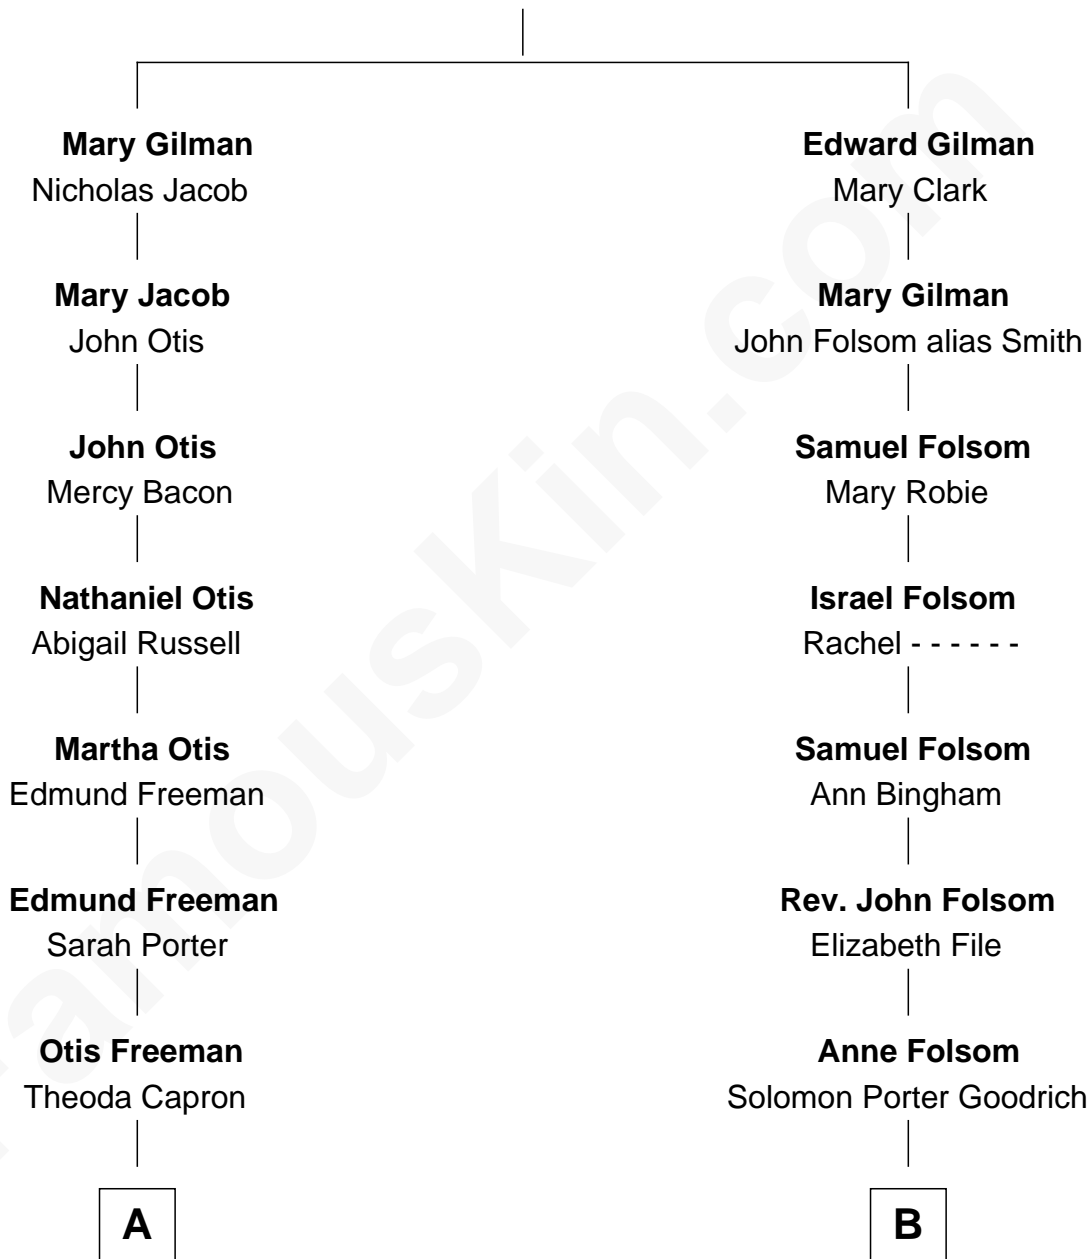 Mary Gilman
Nicholas Jacob
Mary Jacob
John Otis
John Otis
Mercy Bacon
Nathaniel Otis
Abigail Russell
Martha Otis
Edmund Freeman
Edmund Freeman
Sarah Porter
Otis Freeman
Theoda Capron
A
Edward Gilman
Mary Clark
Mary Gilman
John Folsom alias Smith
Samuel Folsom
Mary Robie
Israel Folsom
Rachel - - - - - -
Samuel Folsom
Ann Bingham
Rev. John Folsom
Elizabeth File
Anne Folsom
Solomon Porter Goodrich
B
FamousKin.com